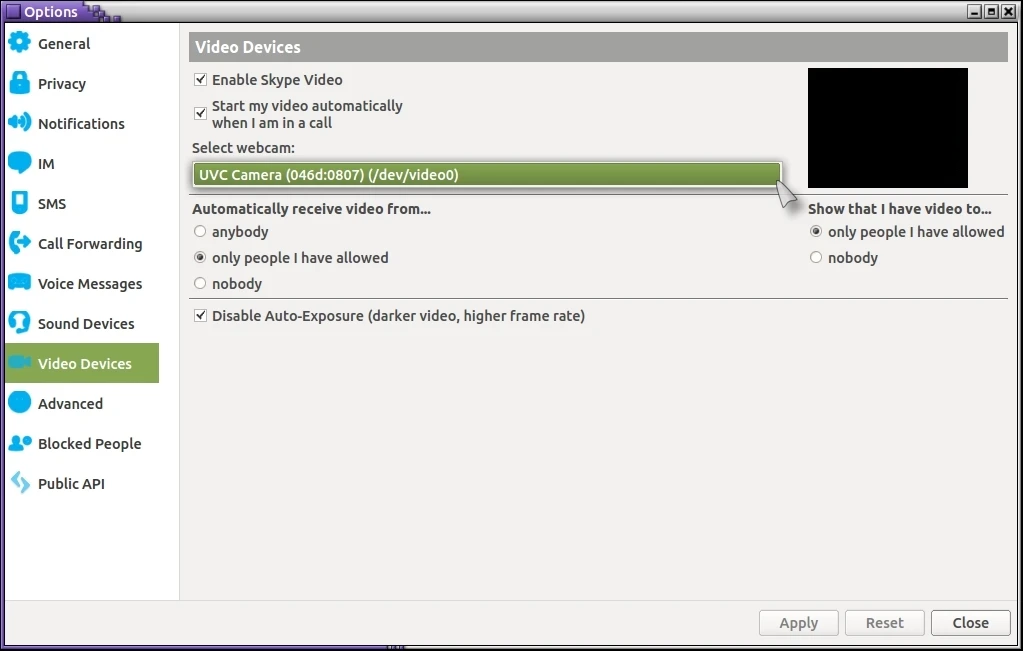 Options
General
Privacy
Notifications
IM
SMS
Call Forwarding
Voice Messages
Sound Devices
Video Devices
Advanced
Blocked People
Public API
Video Devices
Enable Skype Video
Start my video automatically
when I am in a call
Select webcam:
UVC Camera (046d:0807) (/dev/video0)
Automatically receive video from...
anybody
only people I have allowed
nobody
Show that I have video to...
only people I have allowed
nobody
Disable Auto-Exposure (darker video, higher frame rate)
Apply
Reset
Close